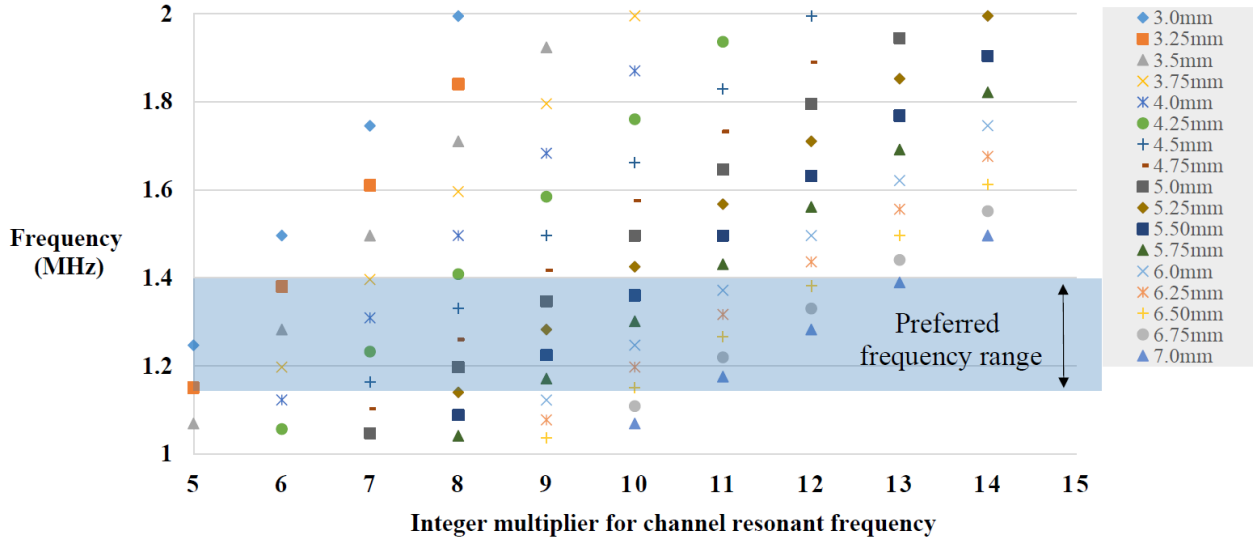 2
1.8
1.6
1.4
1.2
1
Frequency
(MHz)
Preferred
frequency range
5 6 7 8 9 10 11 12 13 14 15
Integer multiplier for channel resonant frequency
3.0mm
3.25mm
3.5mm
3.75mm
4.0mm
4.25mm
4.5mm
4.75mm
5.0mm
5.25mm
5.50mm
5.75mm
6.0mm
6.25mm
6.50mm
6.75mm
7.0mm